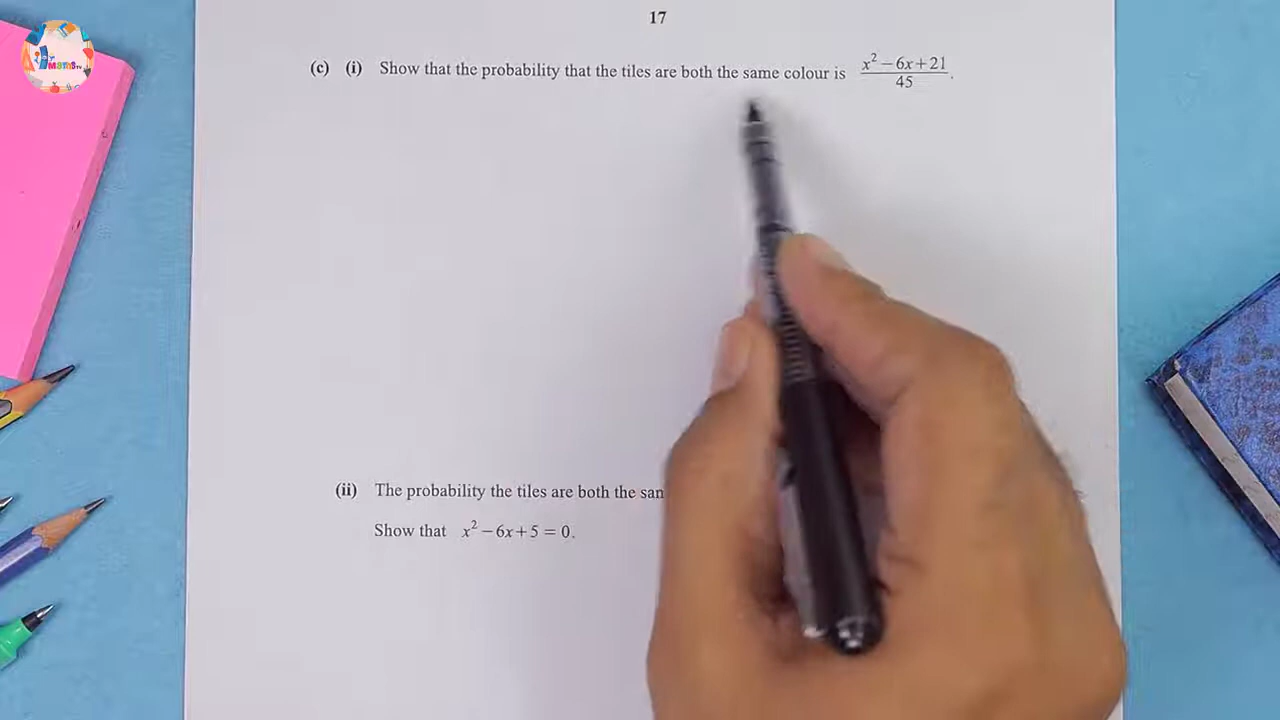 17
(c) (i) Show that the probability that the tiles are both the same colour is x² − 6x + 21 / 45 .
(ii) The probability the tiles are both the
Show that x² − 6x + 5 = 0.